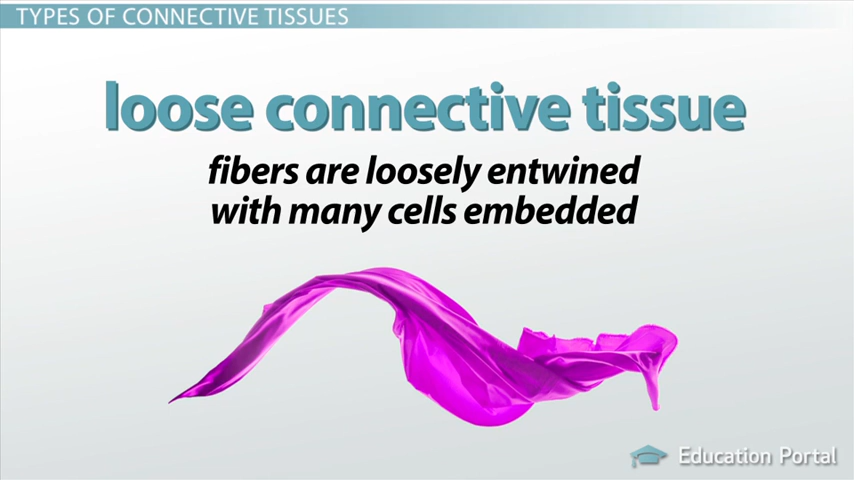 TYPES OF CONNECTIVE TISSUES
loose connective tissue
fibers are loosely entwined
with many cells embedded
Education Portal